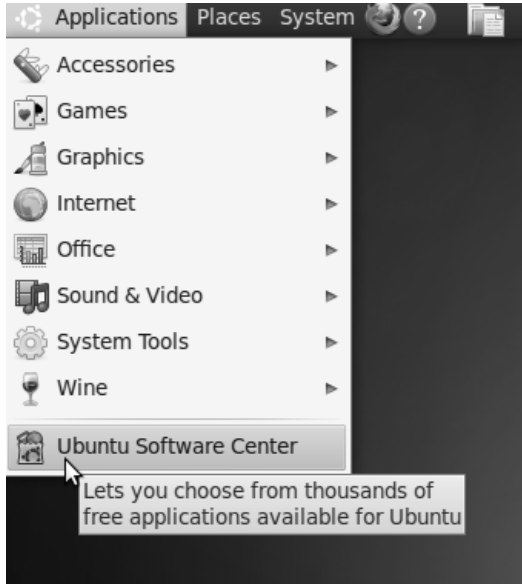 Applications Places System
Accessories
Games
Graphics
Internet
Office
Sound & Video
System Tools
Wine
Ubuntu Software Center
Lets you choose from thousands of
free applications available for Ubuntu